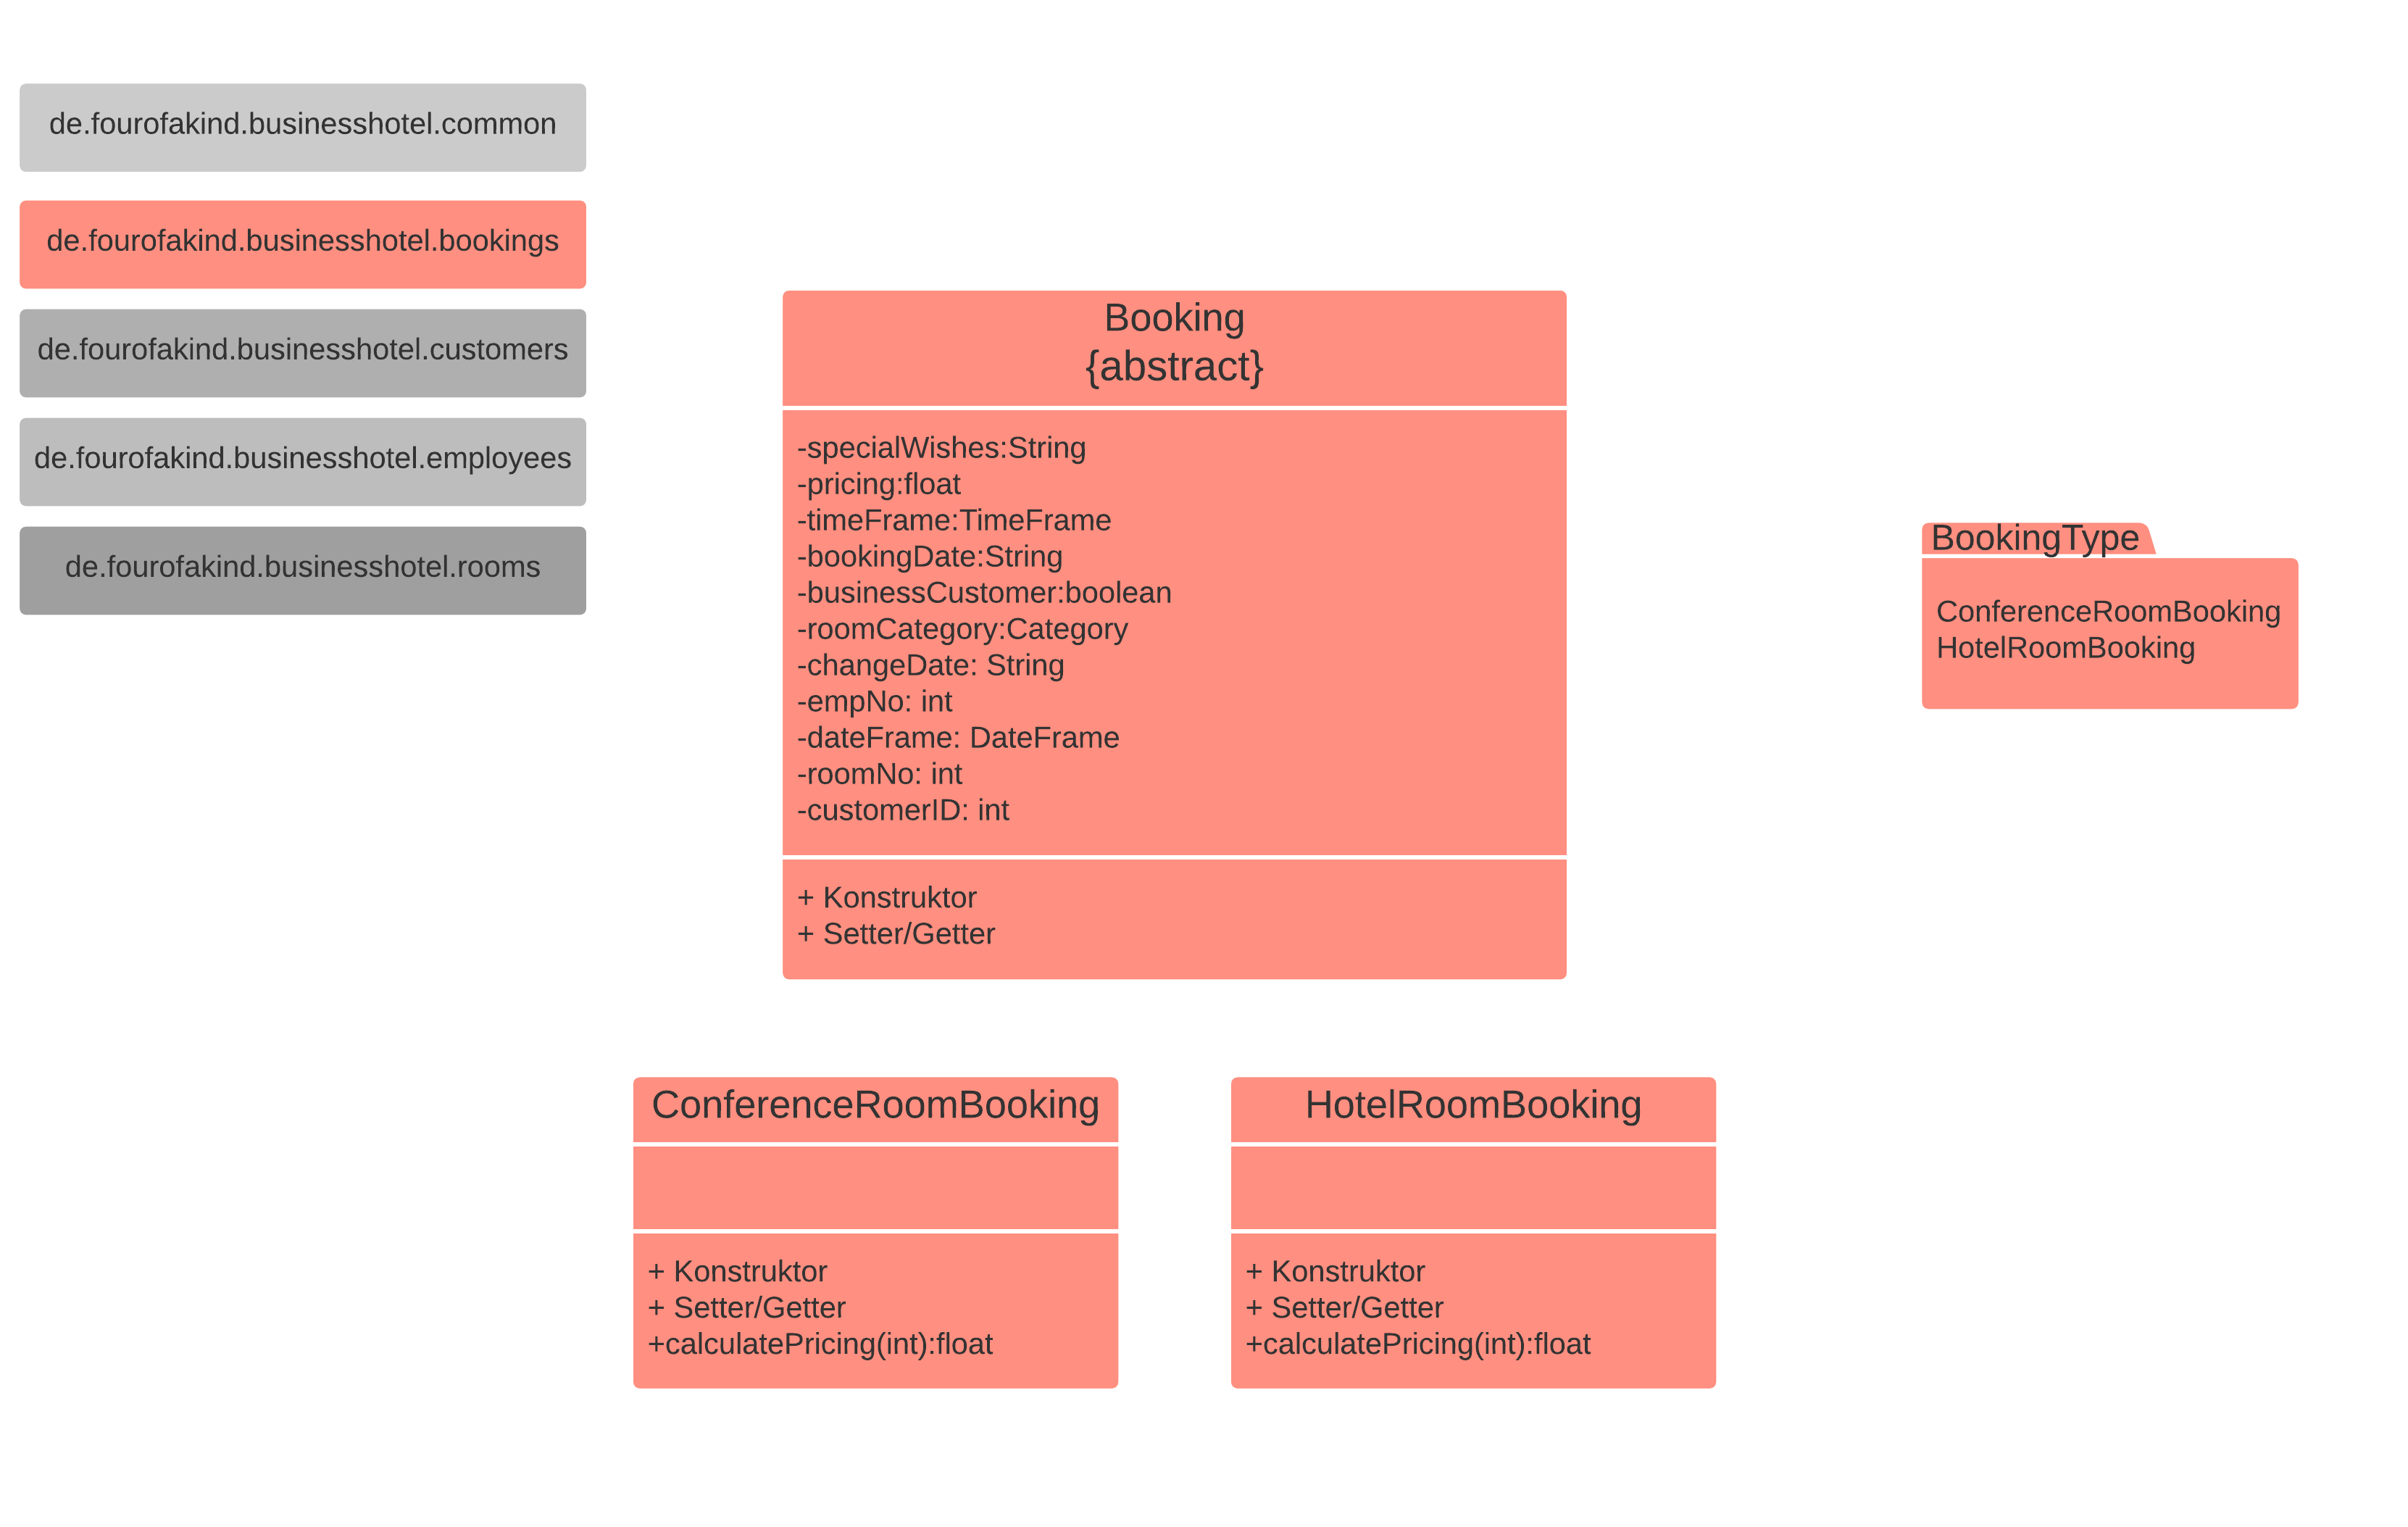 de.fourofakind.businesshotel.common
de.fourofakind.businesshotel.bookings
de.fourofakind.businesshotel.customers
de.fourofakind.businesshotel.employees
de.fourofakind.businesshotel.rooms
Booking
{abstract}
-specialWishes:String
-pricing:float
-timeFrame:TimeFrame
-bookingDate:String
-businessCustomer:boolean
-roomCategory:Category
-changeDate: String
-empNo: int
-dateFrame: DateFrame
-roomNo: int
-customerID: int
+ Konstruktor
+ Setter/Getter
BookingType
ConferenceRoomBooking
HotelRoomBooking
ConferenceRoomBooking
+ Konstruktor
+ Setter/Getter
+calculatePricing(int):float
HotelRoomBooking
+ Konstruktor
+ Setter/Getter
+calculatePricing(int):float